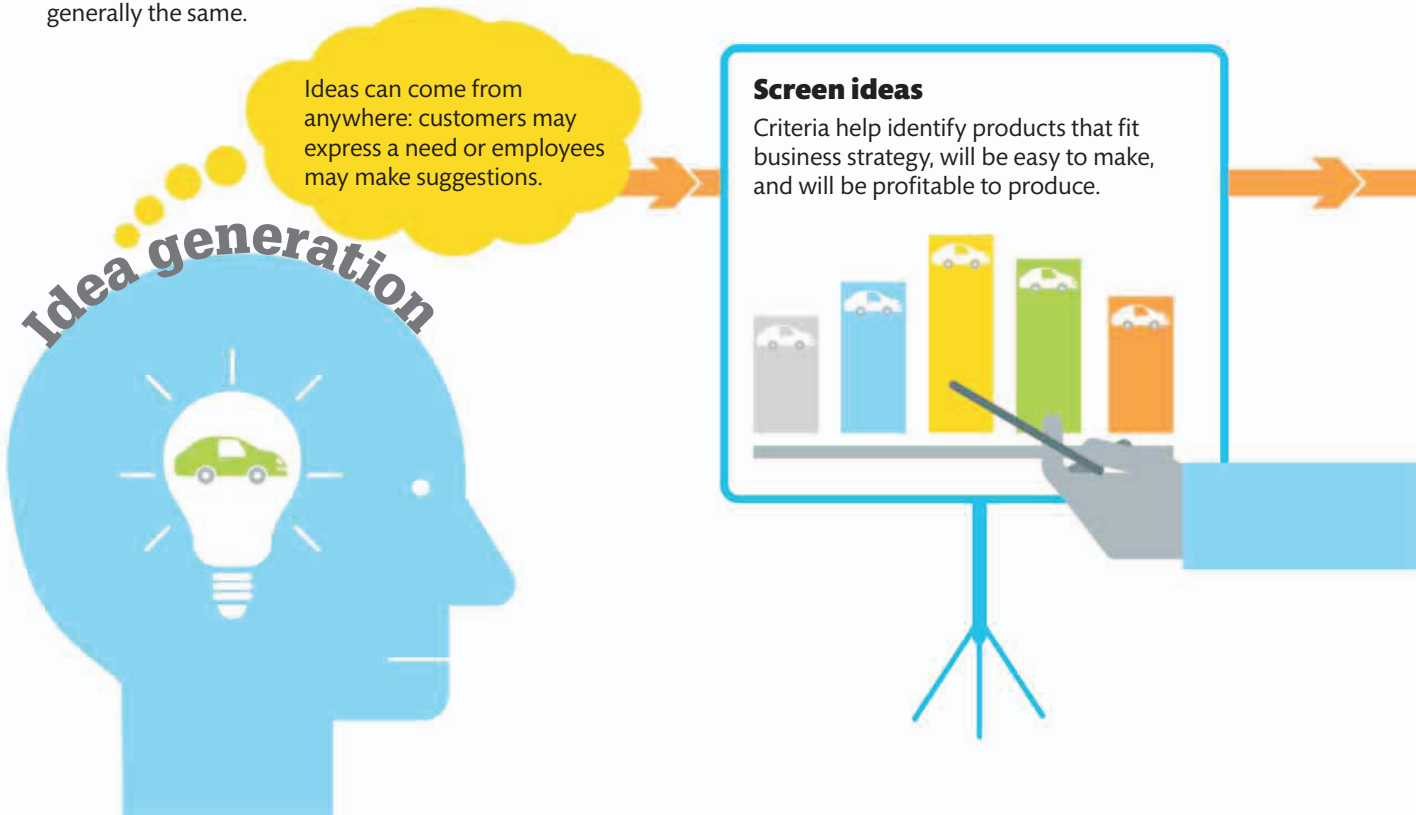 generally the same.
Ideas can come from
anywhere: customers may
express a need or employees
may make suggestions.
Idea generation
Screen ideas
Criteria help identify products that fit
business strategy, will be easy to make,
and will be profitable to produce.